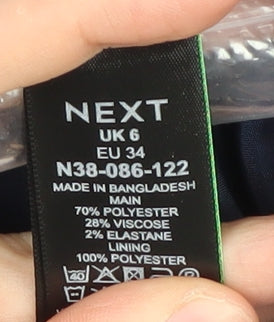 NEXT
UK 6
EU 34
N38-086-122
MADE IN BANGLADESH
MAIN
70% POLYESTER
28% VISCOSE
2% ELASTANE
LINING
100% POLYESTER
40